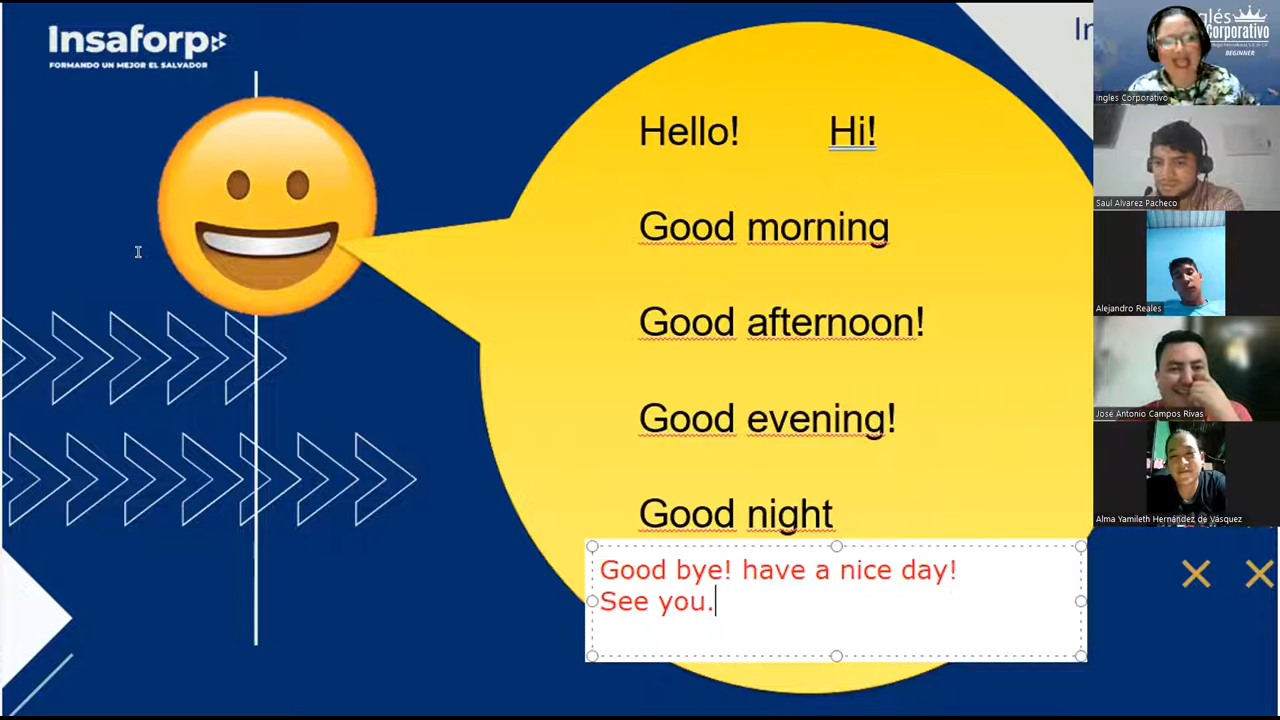 Insaforp
FORMANDO UN MEJOR EL SALVADOR
Hello! Hi!
Good morning
Good afternoon!
Good evening!
Good night
Good bye! have a nice day!
See you.
In
glés
Corporativo
BEGINNER
Ingles Corporativo
Saul Alvarez Pacheco
Alejandro Reales
José Antonio Campos Rivas
Alma Yamileth Hernández de Vásquez